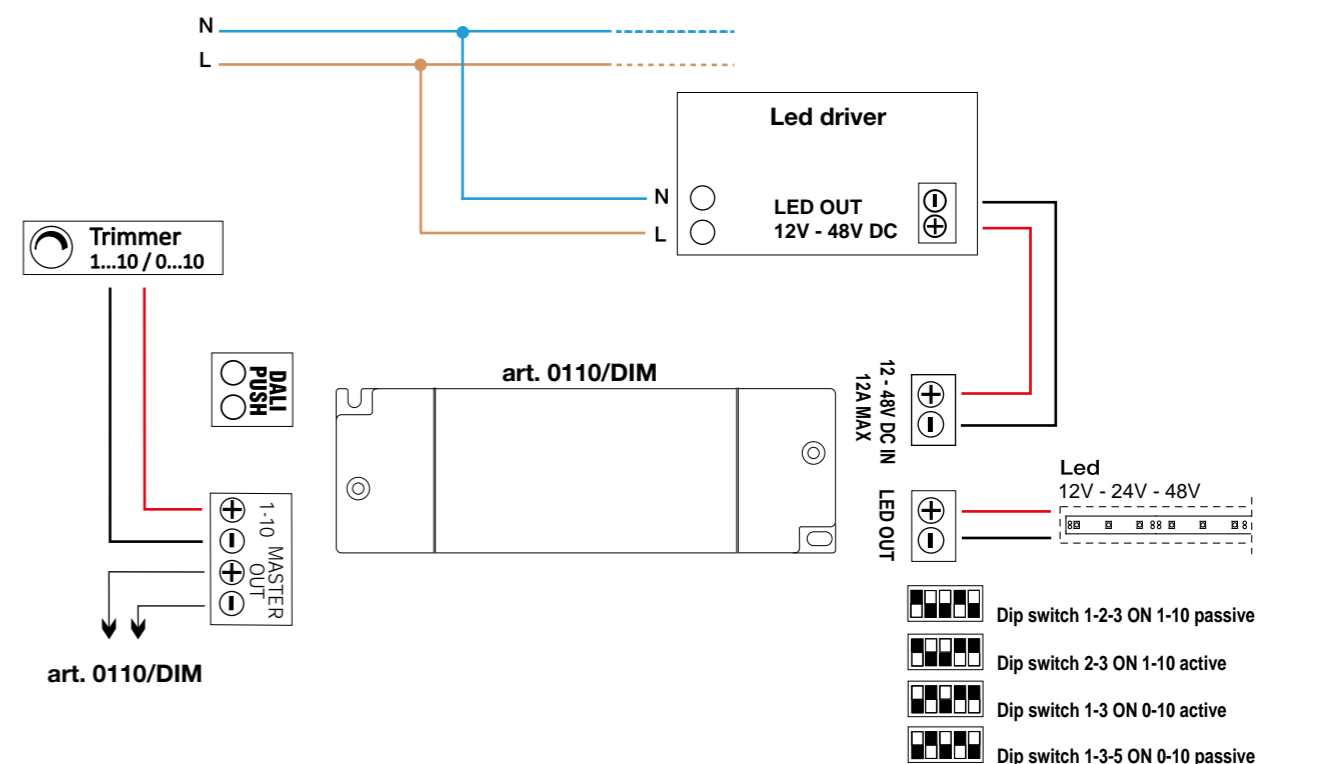 N
L
Led driver
N
L
LED OUT
12V - 48V DC
Trimmer
1...10 / 0...10
DALI
PUSH
art. 0110/DIM
12 - 48V DC IN
12A MAX
Led
12V - 24V - 48V
LED OUT
1-10
MASTER
OUT
art. 0110/DIM
Dip switch 1-2-3 ON 1-10 passive
Dip switch 2-3 ON 1-10 active
Dip switch 1-3 ON 0-10 active
Dip switch 1-3-5 ON 0-10 passive